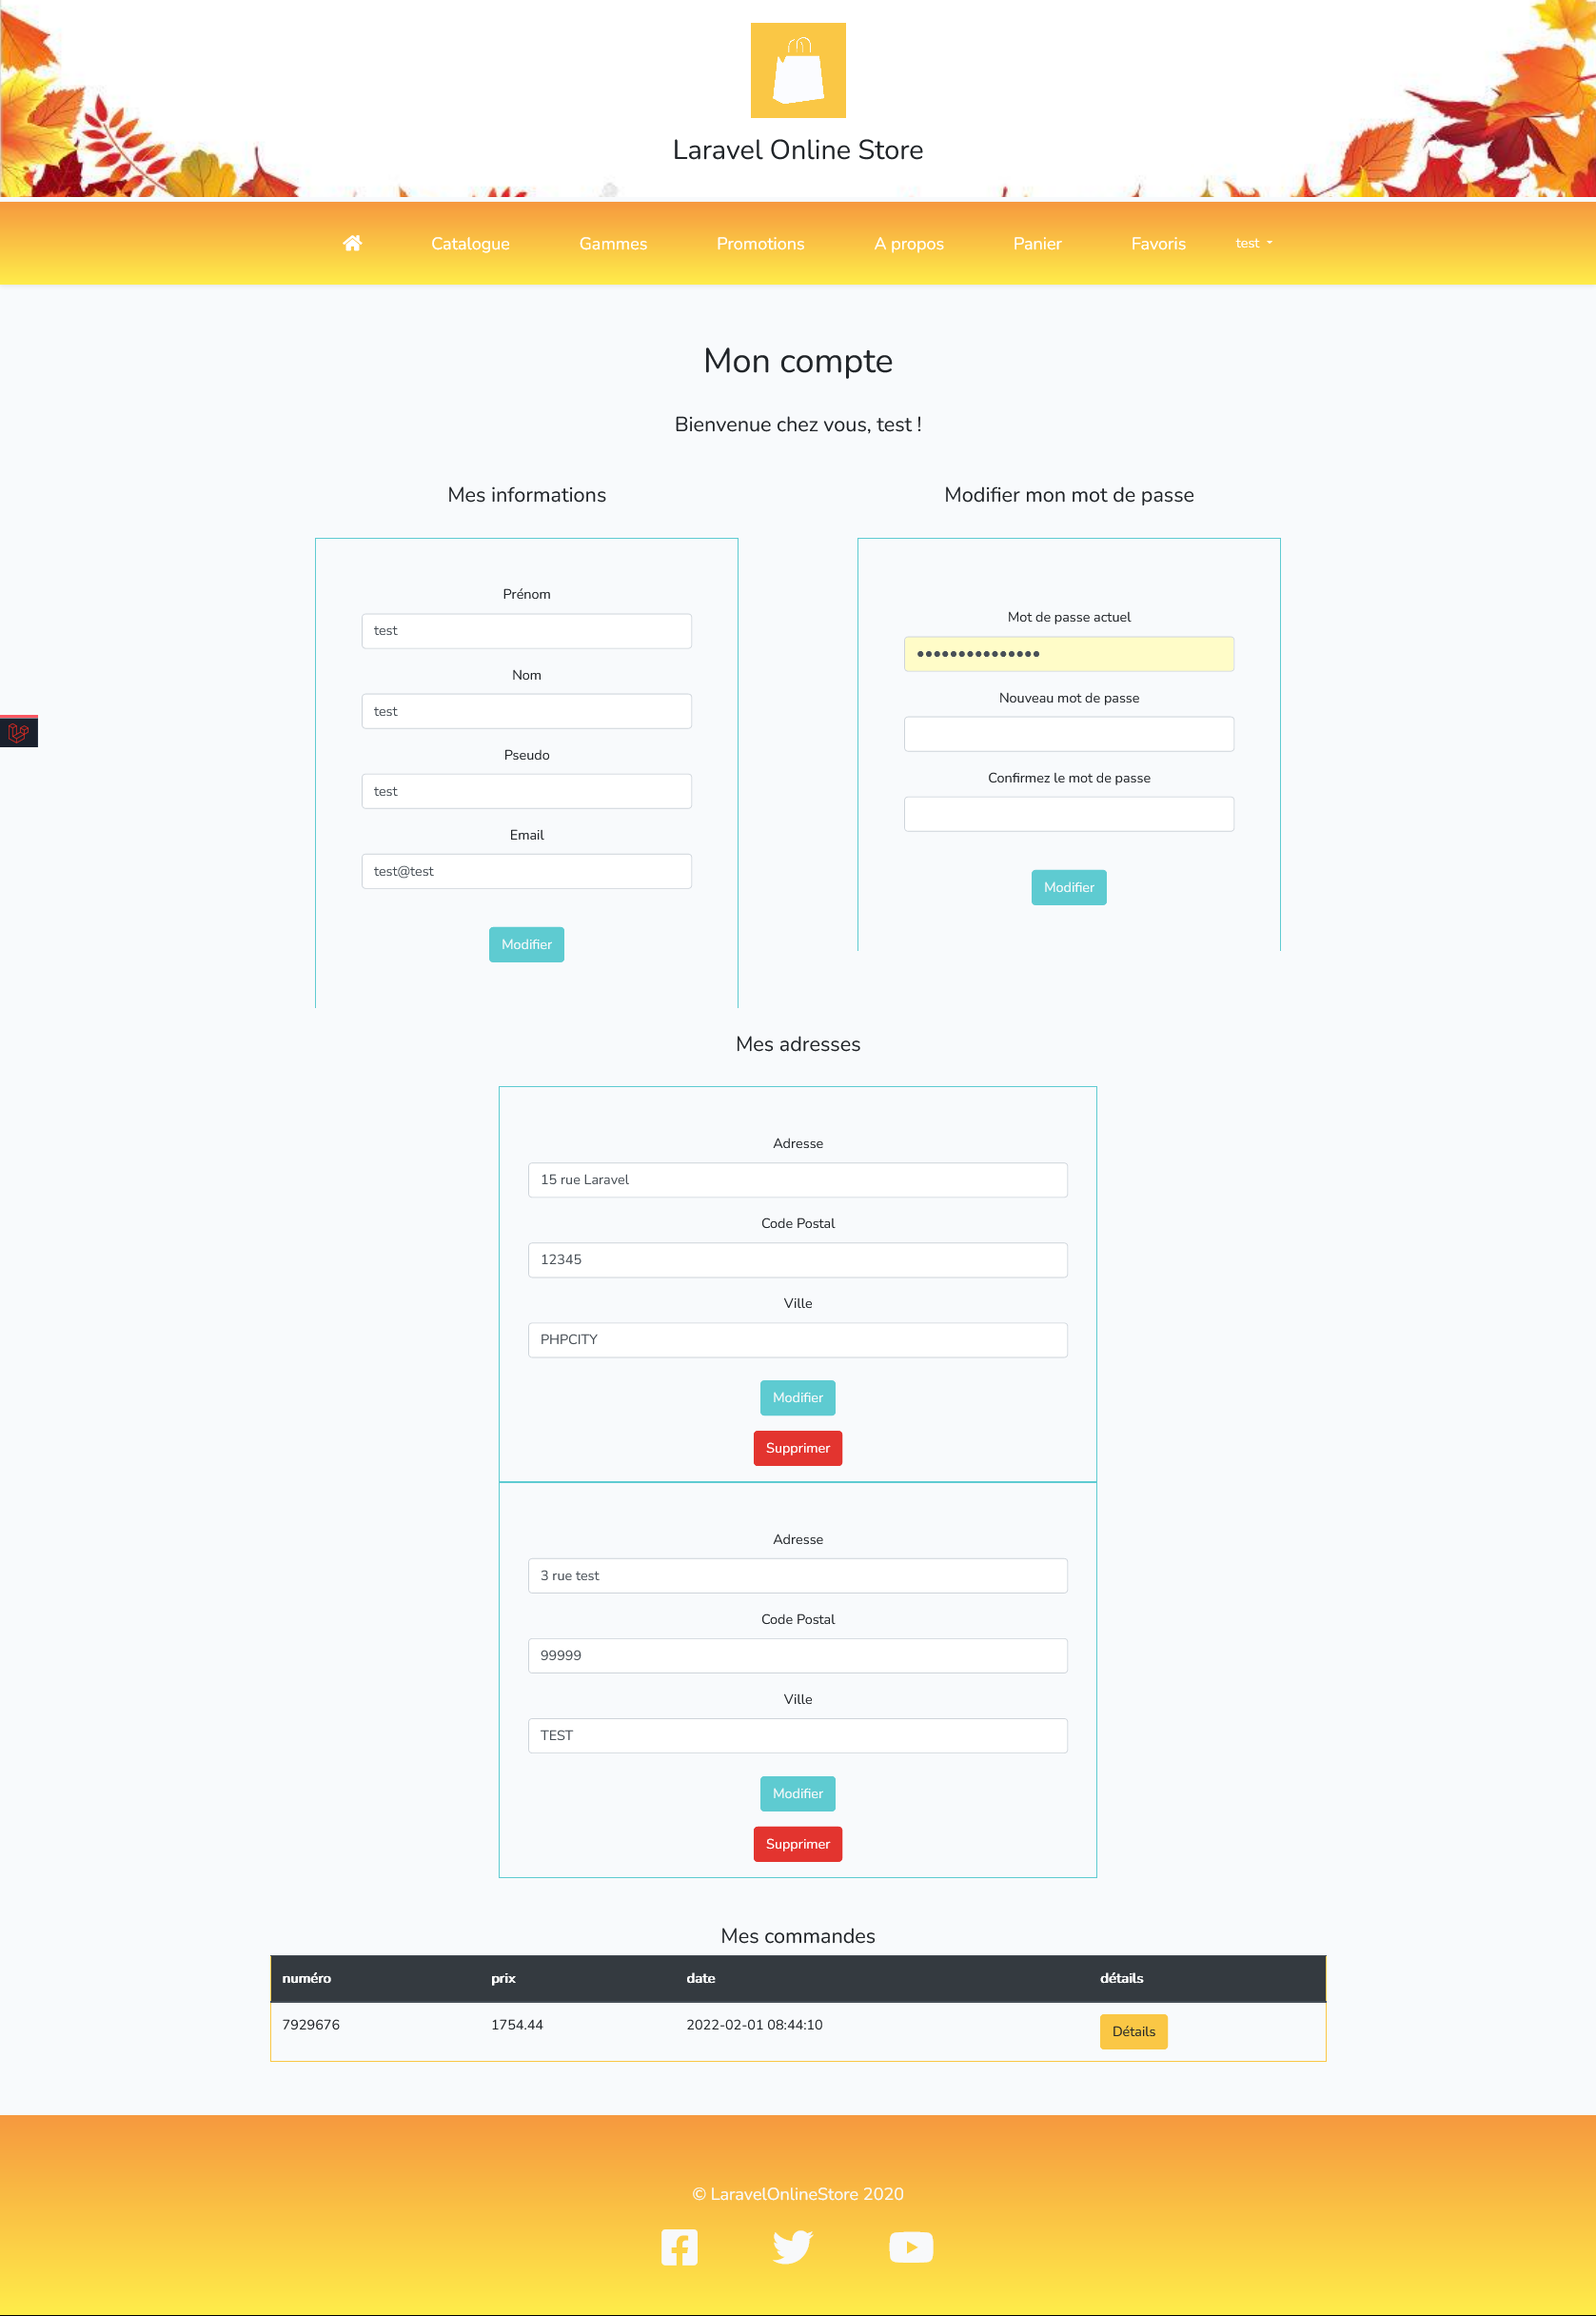 Laravel Online Store
Catalogue Gammes Promotions A propos Panier Favoris test
Mon compte
Bienvenue chez vous, test !
Mes informations
Prénom
test
Nom
test
Pseudo
test
Email
test@test
Modifier
Modifier mon mot de passe
Mot de passe actuel
•••••••••••••••
Nouveau mot de passe
Confirmez le mot de passe
Modifier
Mes adresses
Adresse
15 rue Laravel
Code Postal
12345
Ville
PHPCITY
Modifier
Supprimer
Adresse
3 rue test
Code Postal
99999
Ville
TEST
Modifier
Supprimer
Mes commandes
numéro prix date détails
7929676 1754.44 2022-02-01 08:44:10 Détails
© LaravelOnlineStore 2020